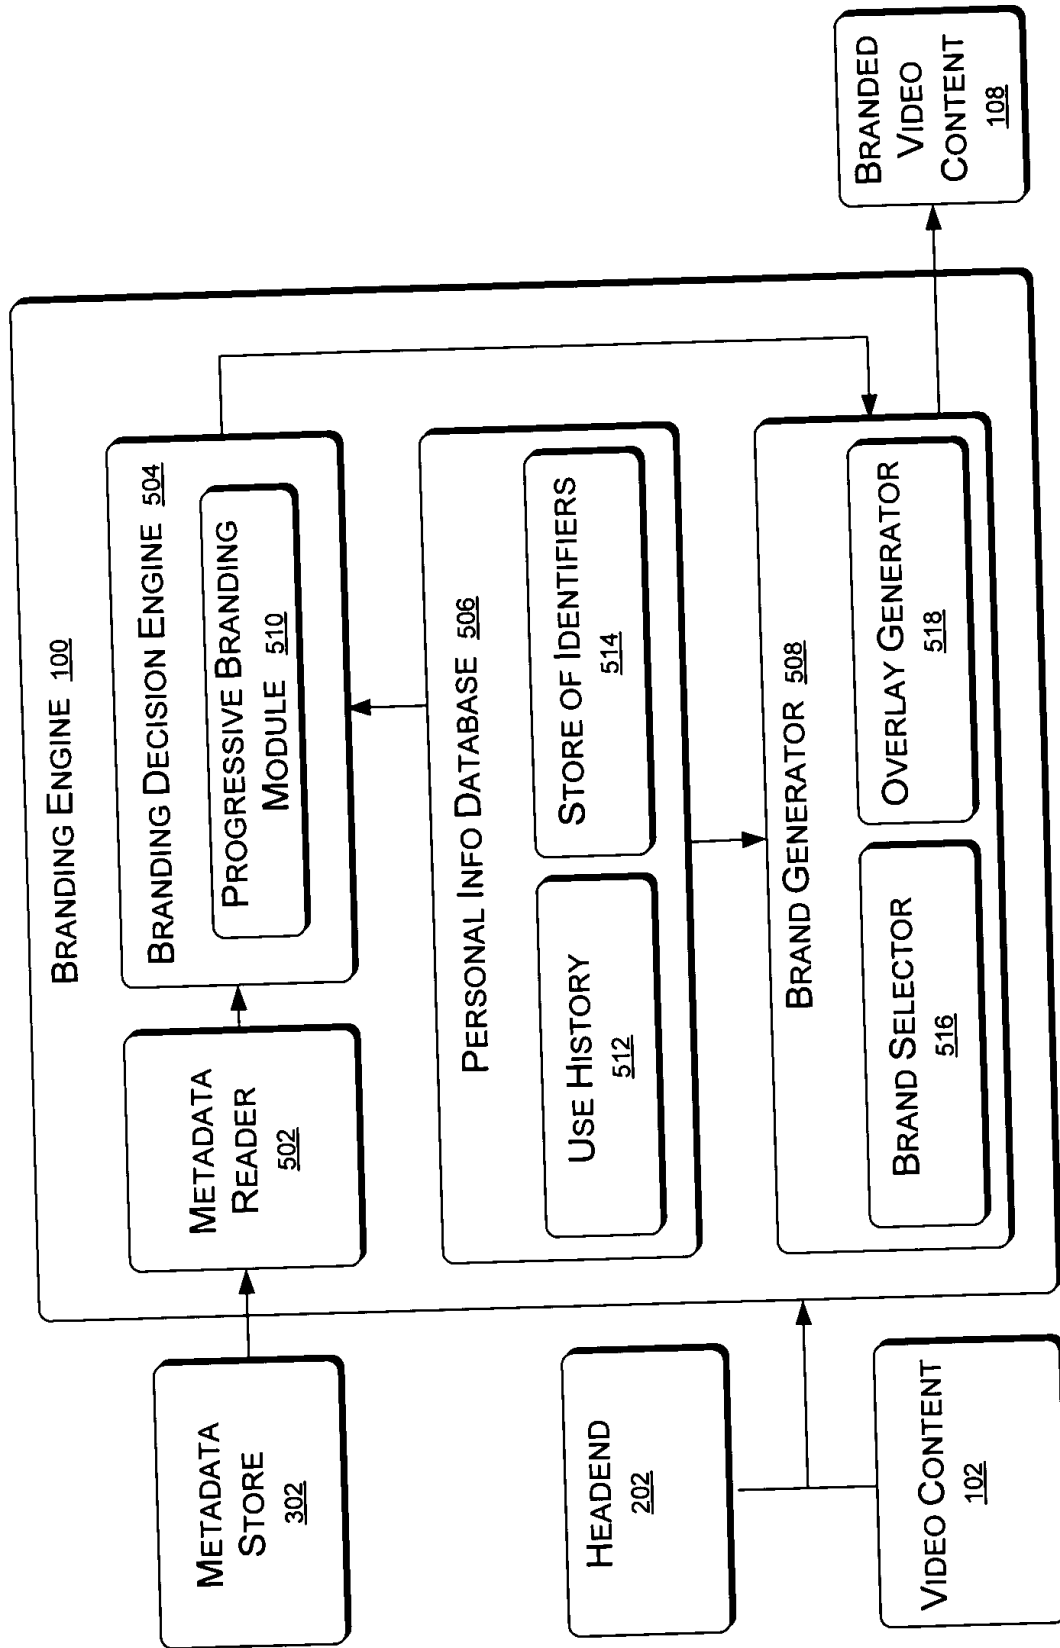 BRANDING ENGINE 100
METADATA
STORE
302
METADATA
READER
502
BRANDING DECISION ENGINE 504
PROGRESSIVE BRANDING
MODULE 510
PERSONAL INFO DATABASE 506
USE HISTORY
512
STORE OF IDENTIFIERS
514
HEADEND
202
VIDEO CONTENT
102
BRAND GENERATOR 508
BRAND SELECTOR
516
OVERLAY GENERATOR
518
BRANDED
VIDEO
CONTENT
108